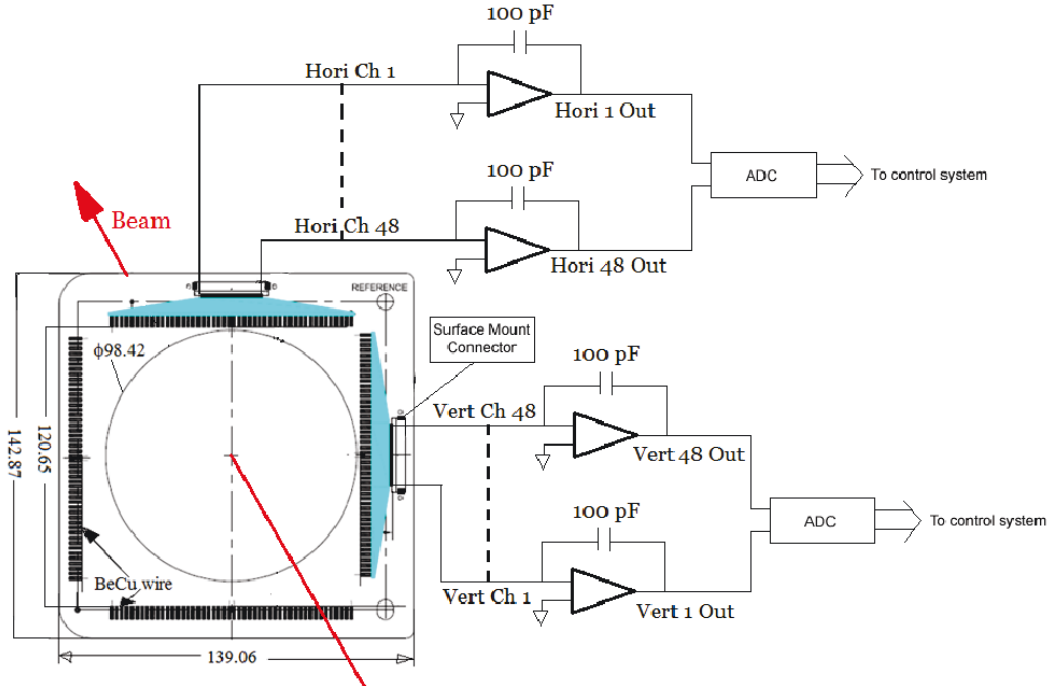 100 pF
Hori Ch 1
Hori 1 Out
100 pF
ADC
To control system
Beam
Hori Ch 48
Hori 48 Out
REFERENCE
Surface Mount
Connector
ϕ98.42
100 pF
Vert Ch 48
Vert 48 Out
120.65
142.87
100 pF
ADC
To control system
BeCu wire
Vert Ch 1
Vert 1 Out
139.06